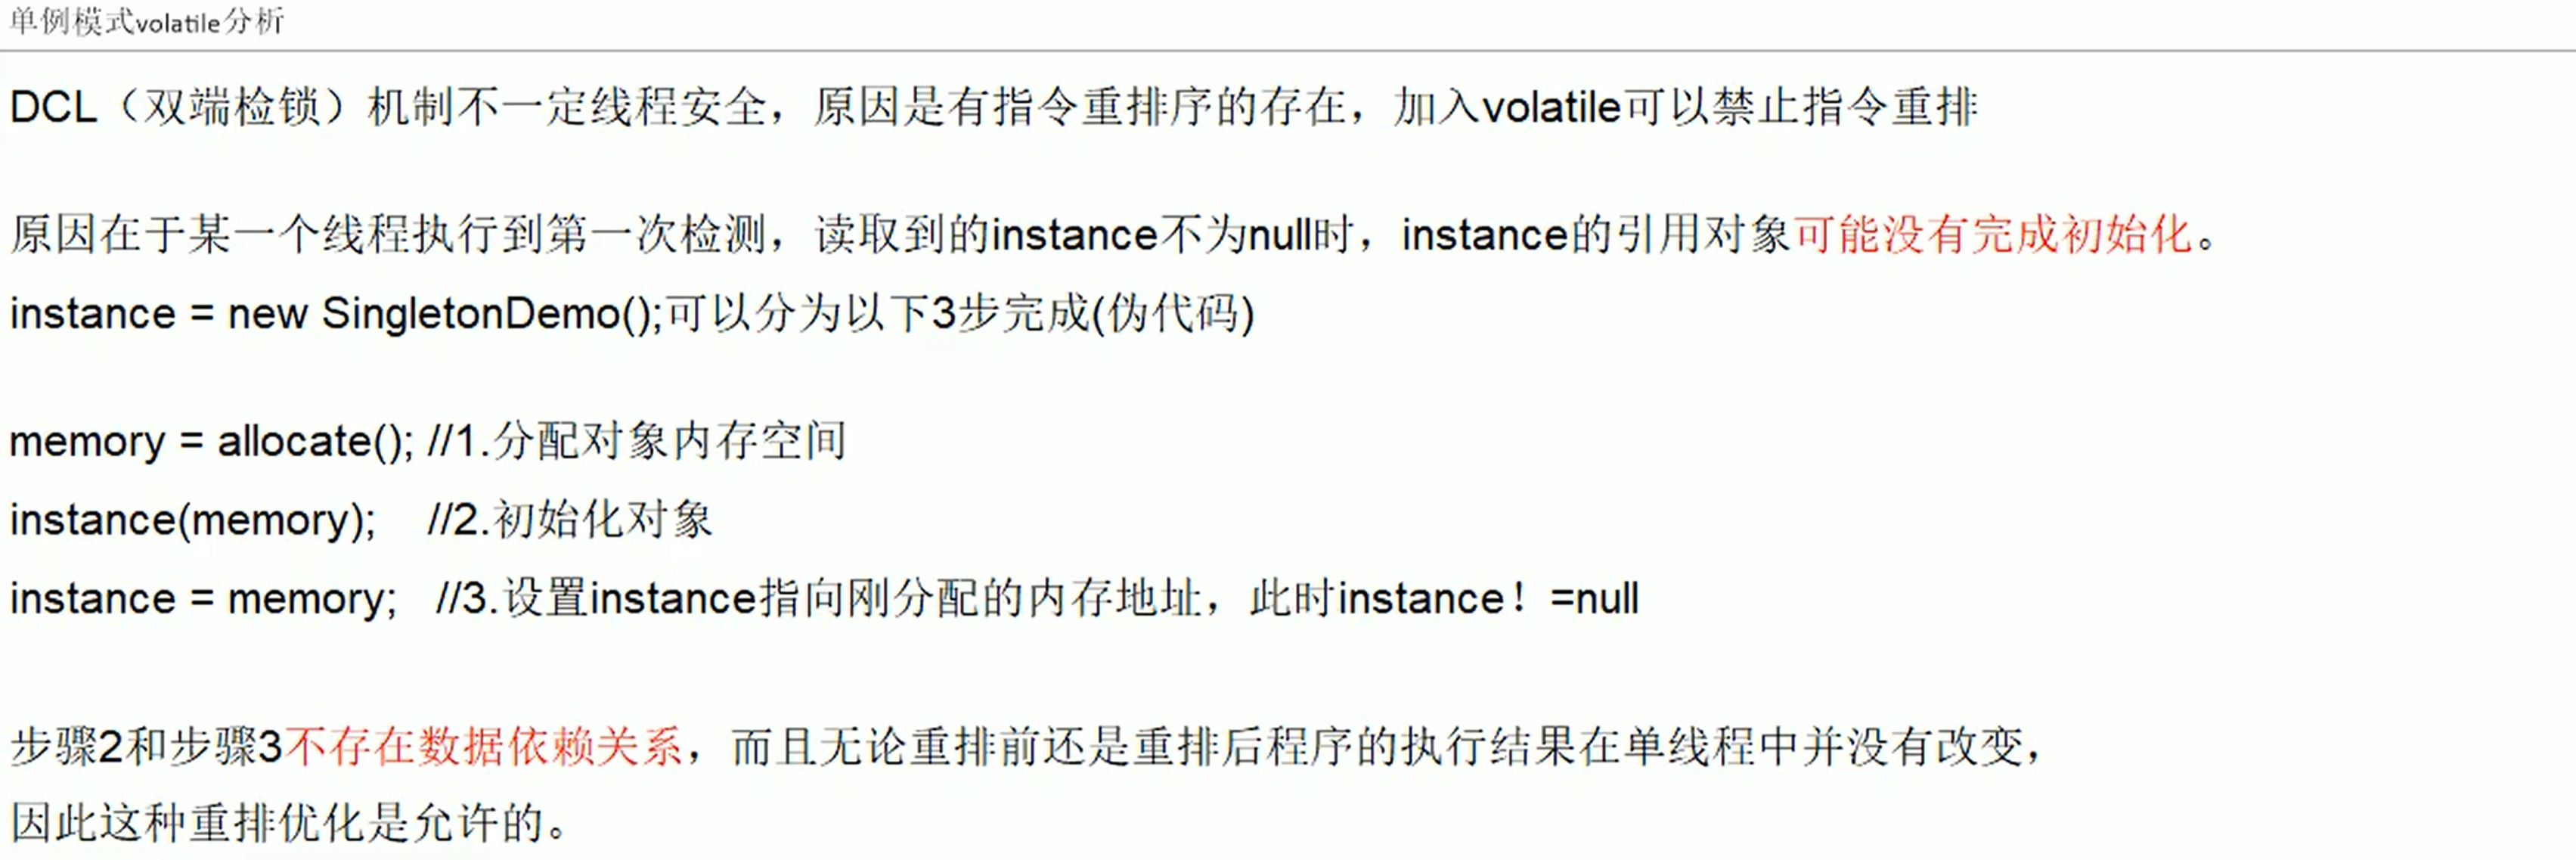 单例模式volatile分析
DCL（双端检锁）机制不一定线程安全，原因是有指令重排序的存在，加入volatile可以禁止指令重排
原因在于某一个线程执行到第一次检测，读取到的instance不为null时，instance的引用对象可能没有完成初始化。
instance = new SingletonDemo();可以分为以下3步完成(伪代码)
memory = allocate(); //1.分配对象内存空间
instance(memory); //2.初始化对象
instance = memory; //3.设置instance指向刚分配的内存地址，此时instance！=null
步骤2和步骤3不存在数据依赖关系，而且无论重排前还是重排后程序的执行结果在单线程中并没有改变，
因此这种重排优化是允许的。